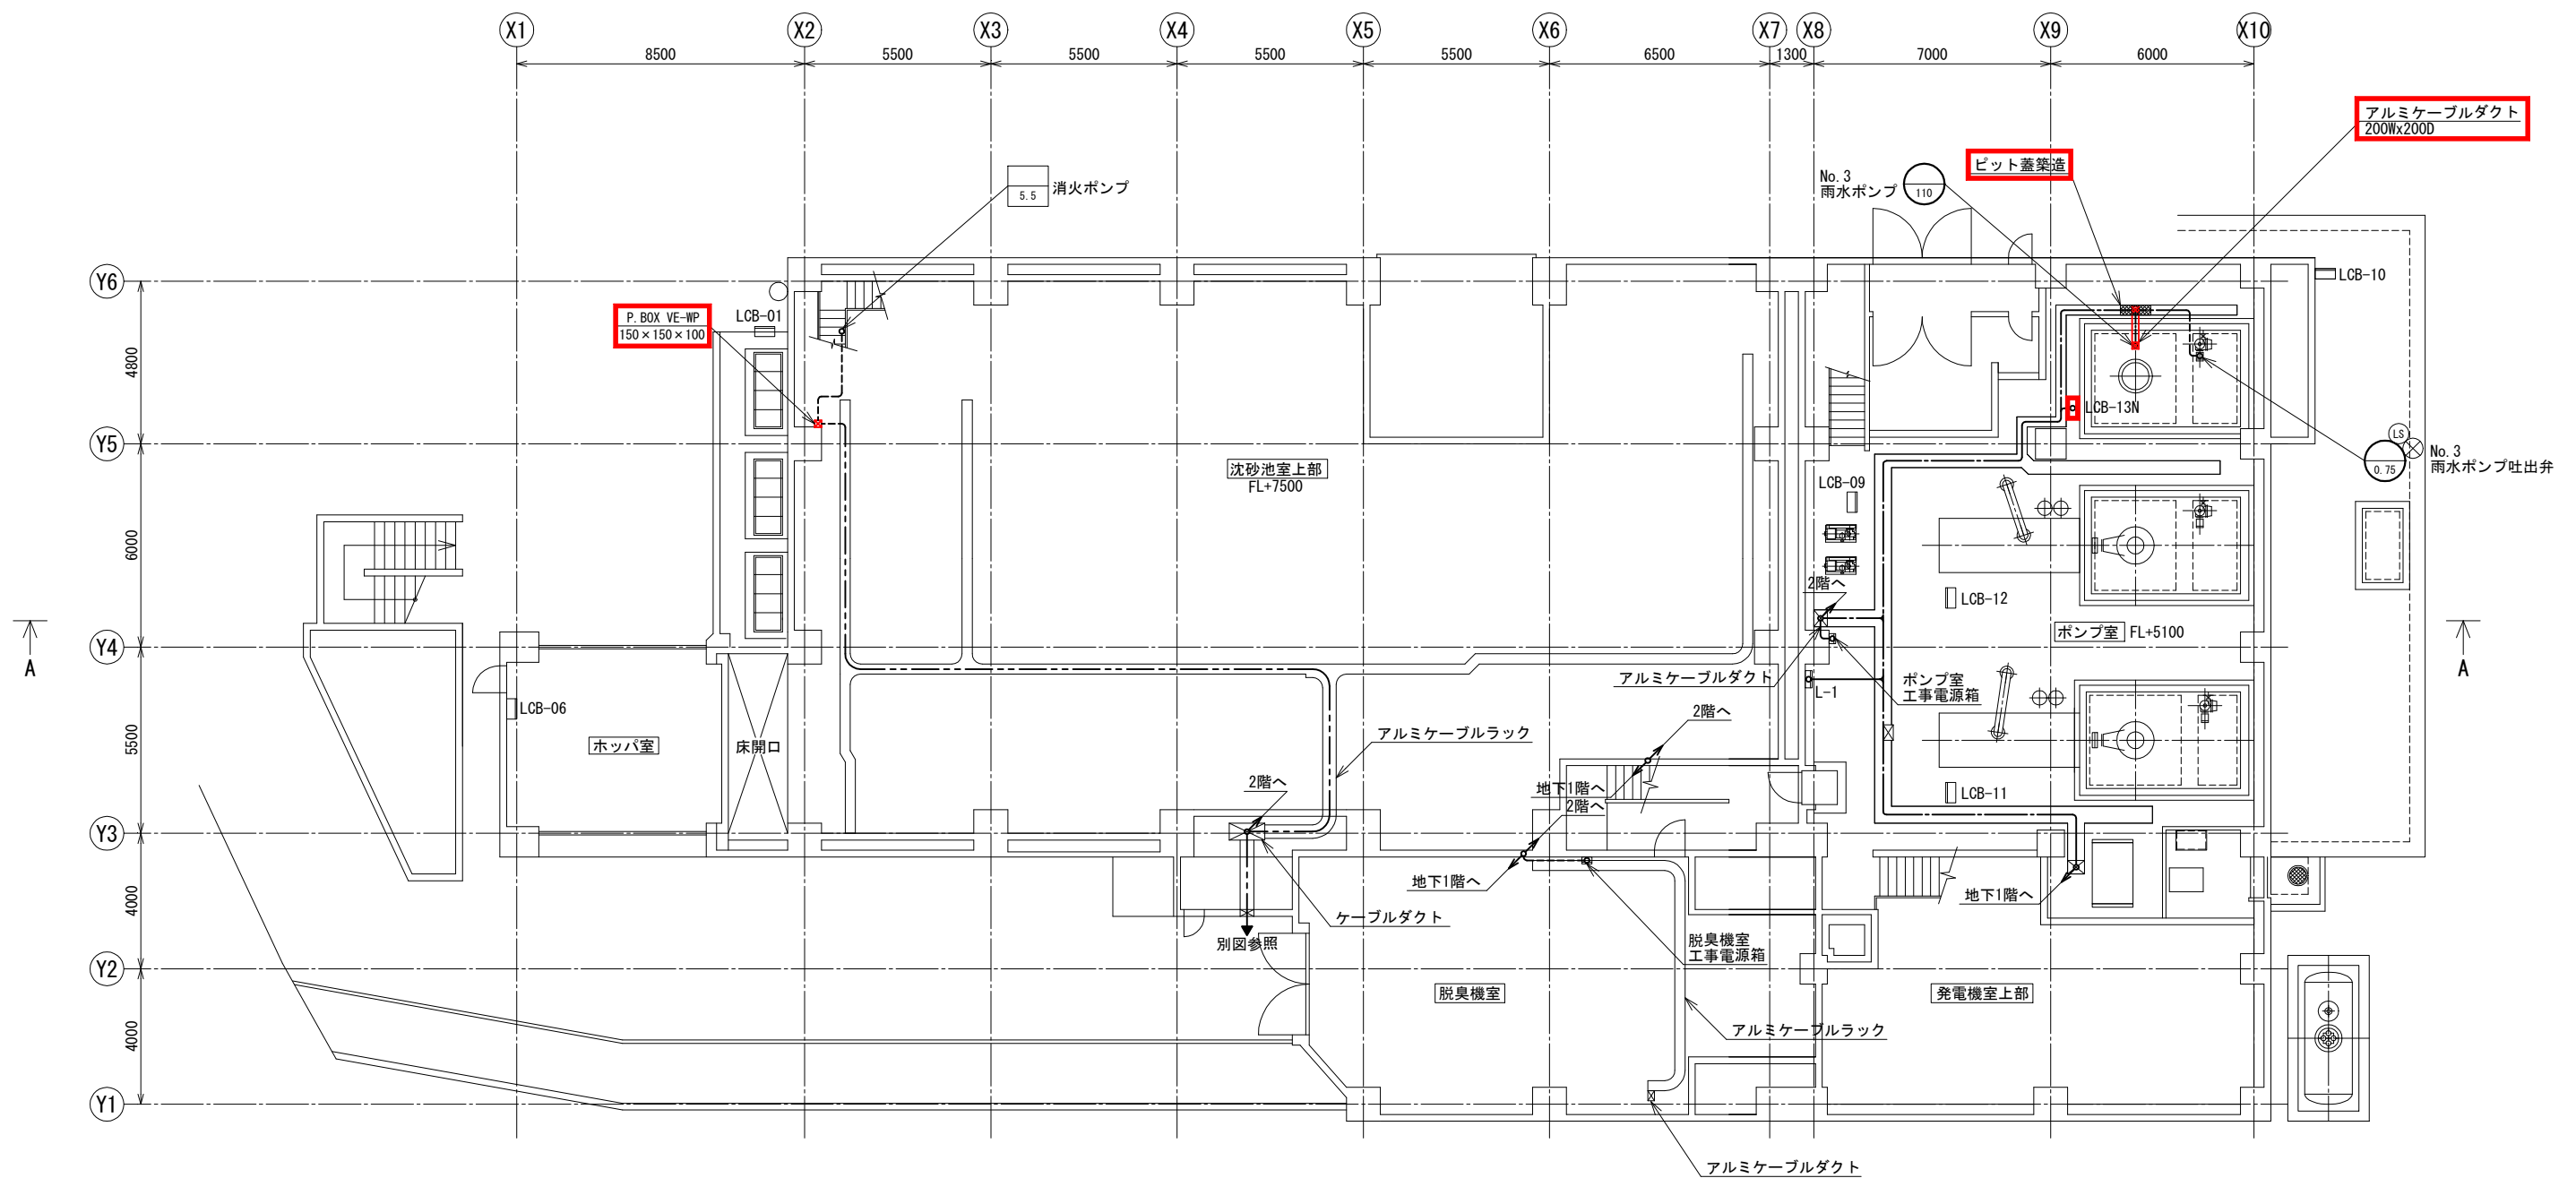 X1
X2
X3
X4
X5
X6
X7
X8
X9
X10
8500
5500
5500
5500
5500
6500
1300
7000
6000
アルミケーブルダクト
200Wx200D
ピット蓋築造
No.3
雨水ポンプ
110
5.5
消火ポンプ
Y6
LCB-10
P.BOX VE-WP
150×150×100
LCB-01
4800
LCB-13N
Y5
LS
No.3
雨水ポンプ吐出弁
0.75
沈砂池室上部
FL+7500
LCB-09
6000
2階へ
LCB-12
ポンプ室
FL+5100
A
A
Y4
アルミケーブルダクト
ポンプ室
工事電源箱
L-1
LCB-06
2階へ
5500
ホッパ室
床開口
アルミケーブルラック
2階へ
地下1階へ
2階へ
LCB-11
Y3
地下1階へ
地下1階へ
4000
ケーブルダクト
別図参照
脱臭機室
工事電源箱
Y2
脱臭機室
発電機室上部
4000
アルミケーブルラック
Y1
アルミケーブルダクト